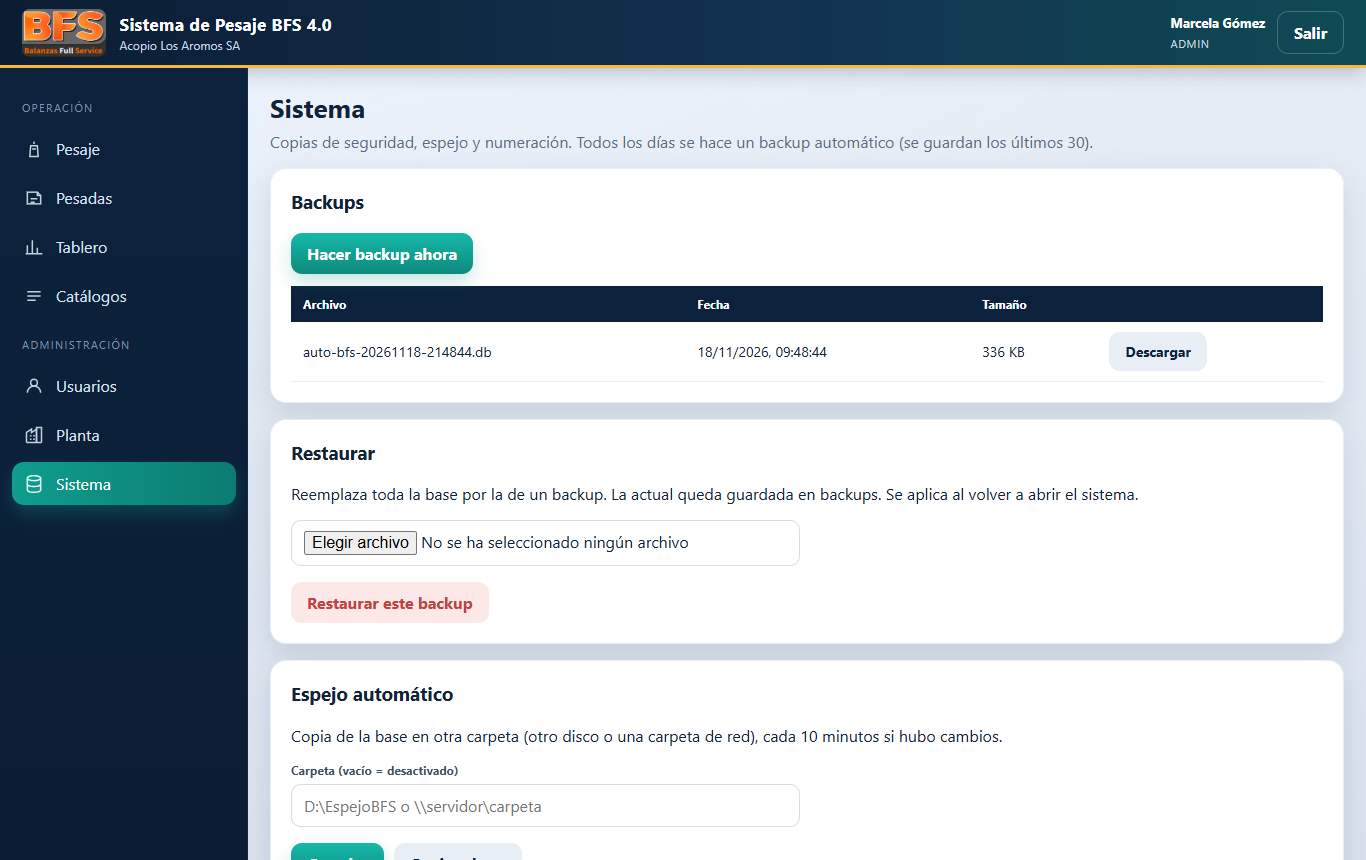 BFS
Balanzas Full Service
Sistema de Pesaje BFS 4.0
Acopio Los Aromos SA
Marcela Gómez
ADMIN
Salir
OPERACIÓN
Pesaje
Pesadas
Tablero
Catálogos
ADMINISTRACIÓN
Usuarios
Planta
Sistema
Sistema
Copias de seguridad, espejo y numeración. Todos los días se hace un backup automático (se guardan los últimos 30).
Backups
Hacer backup ahora
Archivo Fecha Tamaño
auto-bfs-20261118-214844.db 18/11/2026, 09:48:44 336 KB Descargar
Restaurar
Reemplaza toda la base por la de un backup. La actual queda guardada en backups. Se aplica al volver a abrir el sistema.
Elegir archivo No se ha seleccionado ningún archivo
Restaurar este backup
Espejo automático
Copia de la base en otra carpeta (otro disco o una carpeta de red), cada 10 minutos si hubo cambios.
Carpeta (vacío = desactivado)
D:\EspejoBFS o \\servidor\carpeta